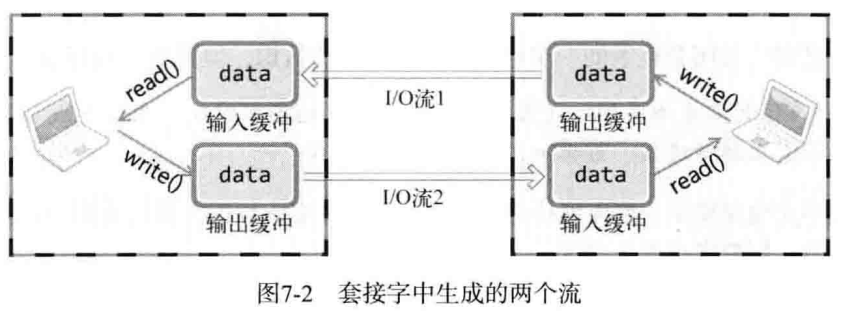 read()
data
输入缓冲
I/O流1
data
输出缓冲
write()
write()
data
输出缓冲
I/O流2
data
输入缓冲
read()
图7-2 套接字中生成的两个流